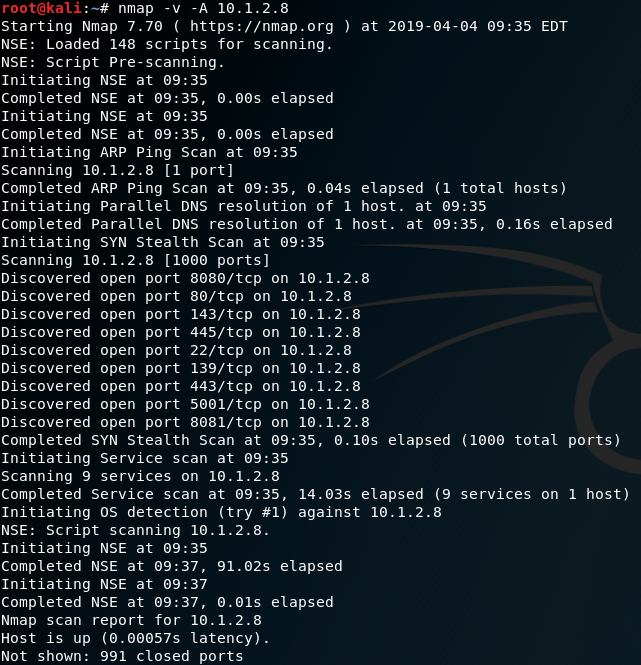 root@kali:~# nmap -v -A 10.1.2.8
Starting Nmap 7.70 ( https://nmap.org ) at 2019-04-04 09:35 EDT
NSE: Loaded 148 scripts for scanning.
NSE: Script Pre-scanning.
Initiating NSE at 09:35
Completed NSE at 09:35, 0.00s elapsed
Initiating NSE at 09:35
Completed NSE at 09:35, 0.00s elapsed
Initiating ARP Ping Scan at 09:35
Scanning 10.1.2.8 [1 port]
Completed ARP Ping Scan at 09:35, 0.04s elapsed (1 total hosts)
Initiating Parallel DNS resolution of 1 host. at 09:35
Completed Parallel DNS resolution of 1 host. at 09:35, 0.16s elapsed
Initiating SYN Stealth Scan at 09:35
Scanning 10.1.2.8 [1000 ports]
Discovered open port 8080/tcp on 10.1.2.8
Discovered open port 80/tcp on 10.1.2.8
Discovered open port 143/tcp on 10.1.2.8
Discovered open port 445/tcp on 10.1.2.8
Discovered open port 22/tcp on 10.1.2.8
Discovered open port 139/tcp on 10.1.2.8
Discovered open port 443/tcp on 10.1.2.8
Discovered open port 5001/tcp on 10.1.2.8
Discovered open port 8081/tcp on 10.1.2.8
Completed SYN Stealth Scan at 09:35, 0.10s elapsed (1000 total ports)
Initiating Service scan at 09:35
Scanning 9 services on 10.1.2.8
Completed Service scan at 09:35, 14.03s elapsed (9 services on 1 host)
Initiating OS detection (try #1) against 10.1.2.8
NSE: Script scanning 10.1.2.8.
Initiating NSE at 09:35
Completed NSE at 09:37, 91.02s elapsed
Initiating NSE at 09:37
Completed NSE at 09:37, 0.01s elapsed
Nmap scan report for 10.1.2.8
Host is up (0.00057s latency).
Not shown: 991 closed ports